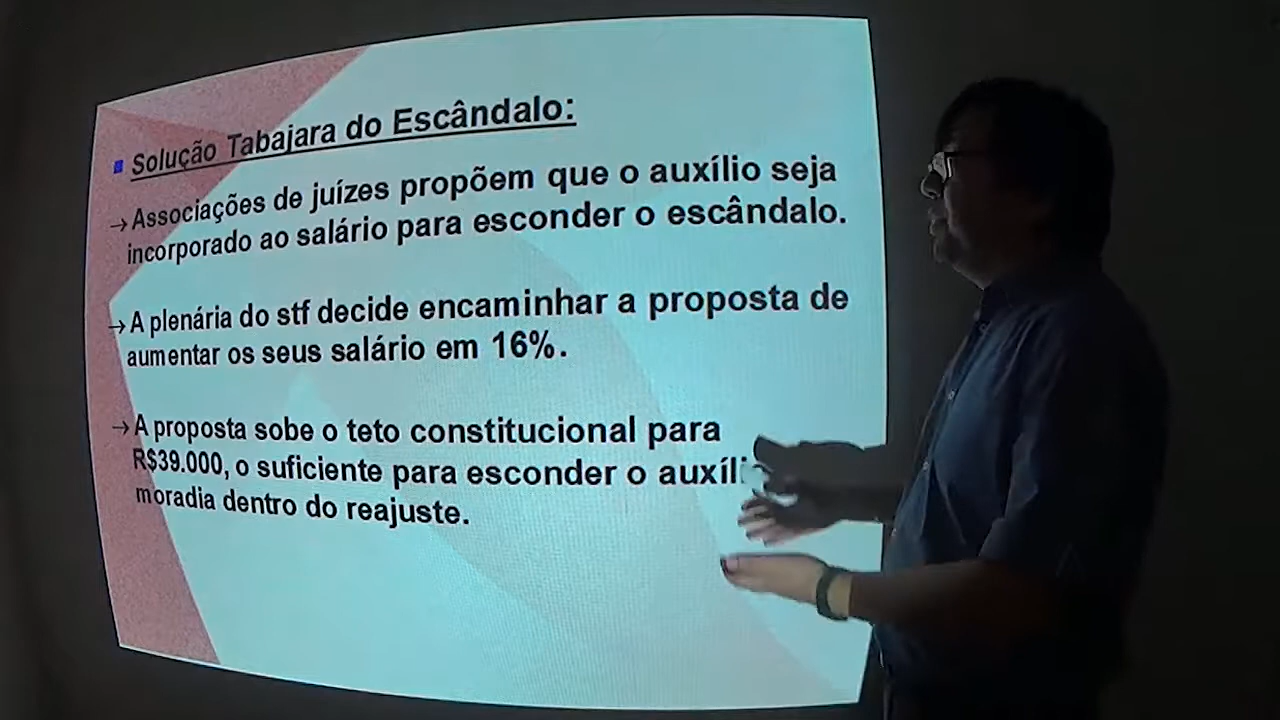 Solução Tabajara do Escândalo:
→Associações de juízes propõem que o auxílio seja
incorporado ao salário para esconder o escândalo.
→A plenária do stf decide encaminhar a proposta de
aumentar os seus salário em 16%.
→A proposta sobe o teto constitucional para
R$39.000, o suficiente para esconder o
moradia dentro do reajuste.